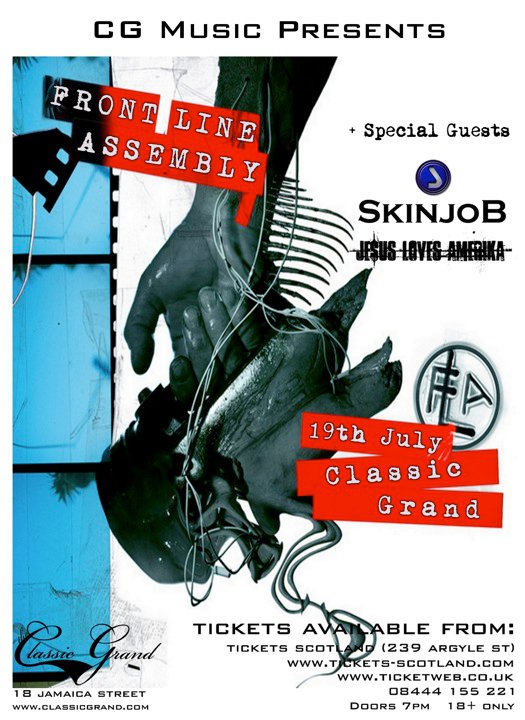 CG Music Presents
FRONT LINE
ASSEMBLY
+ Special Guests
SKINJOB
JESUS LOVES AMERIKA
FLA
19th July
Classic
Grand
Classic Grand
18 JAMAICA STREET
WWW.CLASSICGRAND.COM
TICKETS AVAILABLE FROM:
TICKETS SCOTLAND (239 ARGYLE ST)
WWW.TICKETS-SCOTLAND.COM
WWW.TICKETWEB.CO.UK
08444 155 221
DOORS 7PM 18+ ONLY